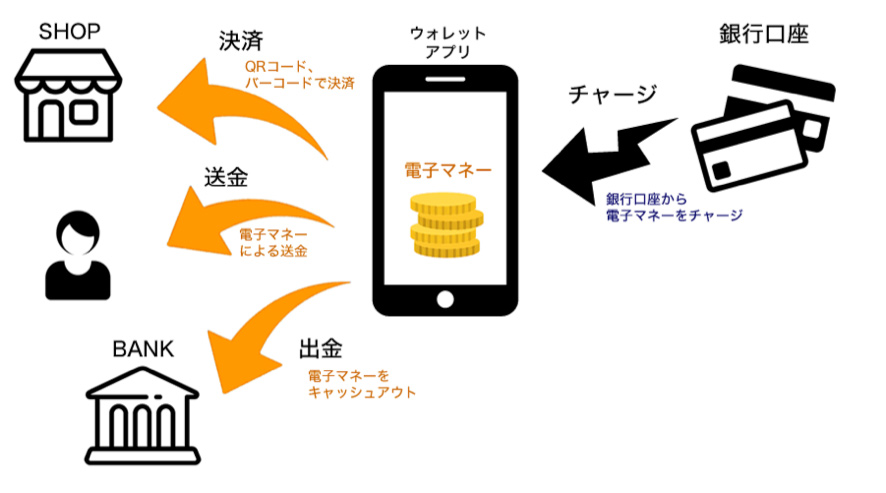 SHOP
決済
QRコード、
バーコードで決済
ウォレット
アプリ
銀行口座
チャージ
電子マネー
銀行口座から
電子マネーをチャージ
送金
電子マネー
による送金
BANK
出金
電子マネーを
キャッシュアウト